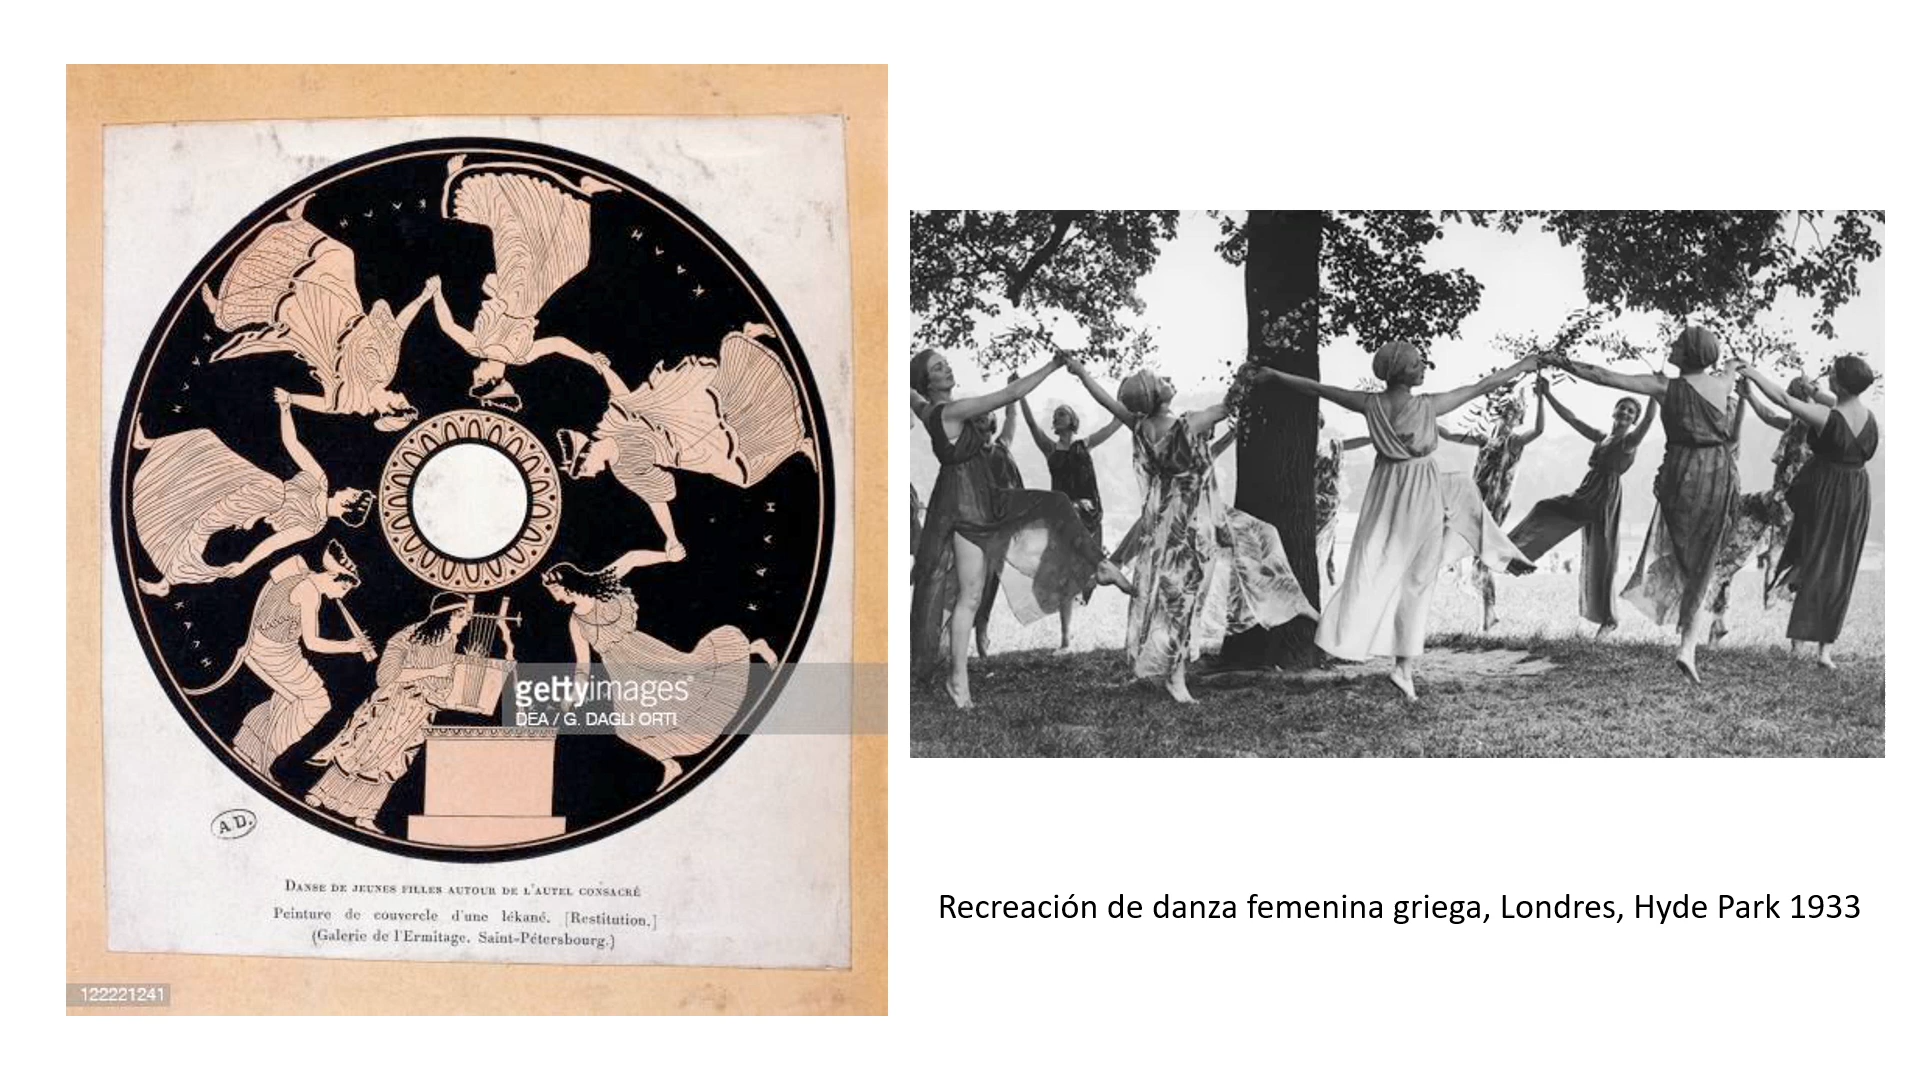 Κ Α Λ Η
Η Λ Α Κ
Κ Α Λ Η
Κ Α Λ Η
Κ Α Λ Η
gettyimages®
DEA / G. DAGLI ORTI
A D.
DANSE DE JEUNES FILLES AUTOUR DE L'AUTEL CONSACRÉ
Peinture de couvercle d'une lékané. [Restitution.]
(Galerie de l'Ermitage. Saint-Pétersbourg.)
122221241
Recreación de danza femenina griega, Londres, Hyde Park 1933